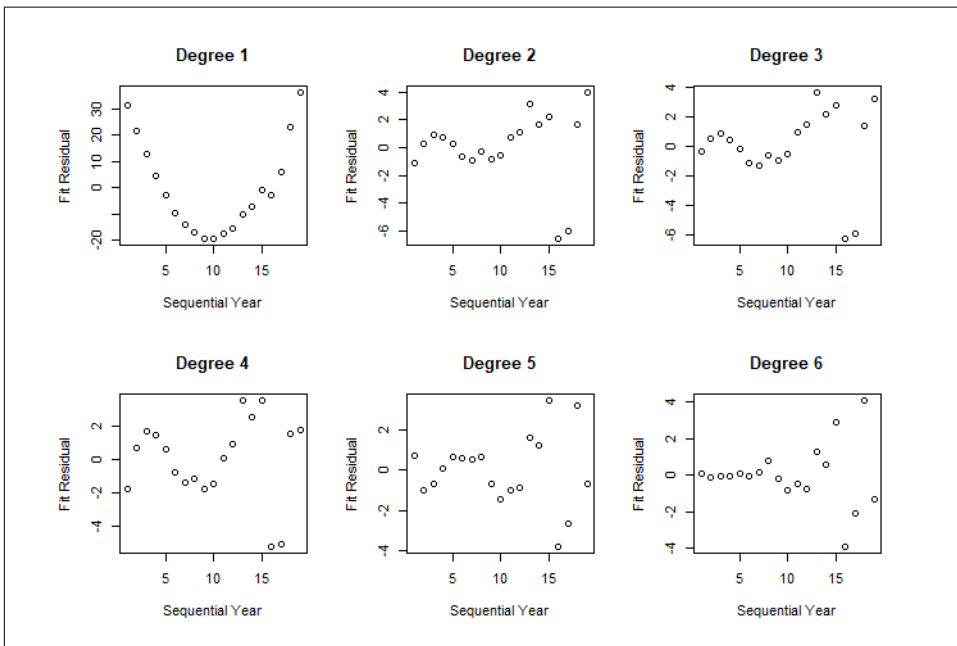 Degree 1
Fit Residual
-20 0 10 20 30
5 10 15
Sequential Year
Degree 2
Fit Residual
-6 -4 -2 0 2 4
5 10 15
Sequential Year
Degree 3
Fit Residual
-6 -4 -2 0 2 4
5 10 15
Sequential Year
Degree 4
Fit Residual
-4 -2 0 2
5 10 15
Sequential Year
Degree 5
Fit Residual
-4 -2 0 2
5 10 15
Sequential Year
Degree 6
Fit Residual
-4 -2 0 2 4
5 10 15
Sequential Year